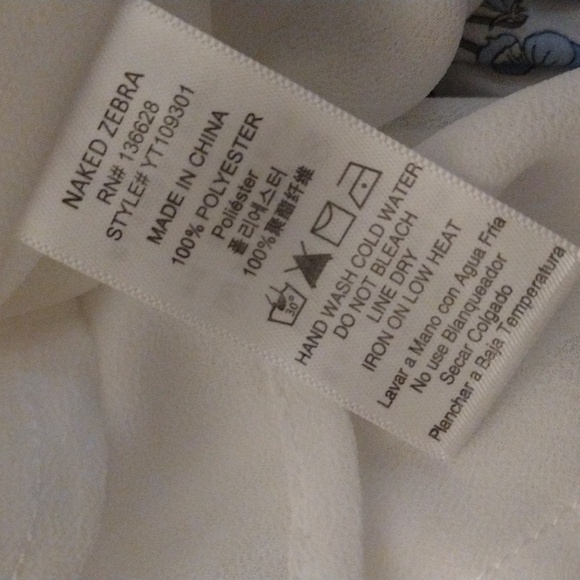 NAKED ZEBRA
RN# 136628
STYLE# YT109301
MADE IN CHINA
100% POLYESTER
Poliéster
폴리에스터
100%聚酯纤维
30°
HAND WASH COLD WATER
DO NOT BLEACH
LINE DRY
IRON ON LOW HEAT
Lavar a Mano con Agua Fria
No use Blanqueador
Secar Colgado
Planchar a Baja Temperatura